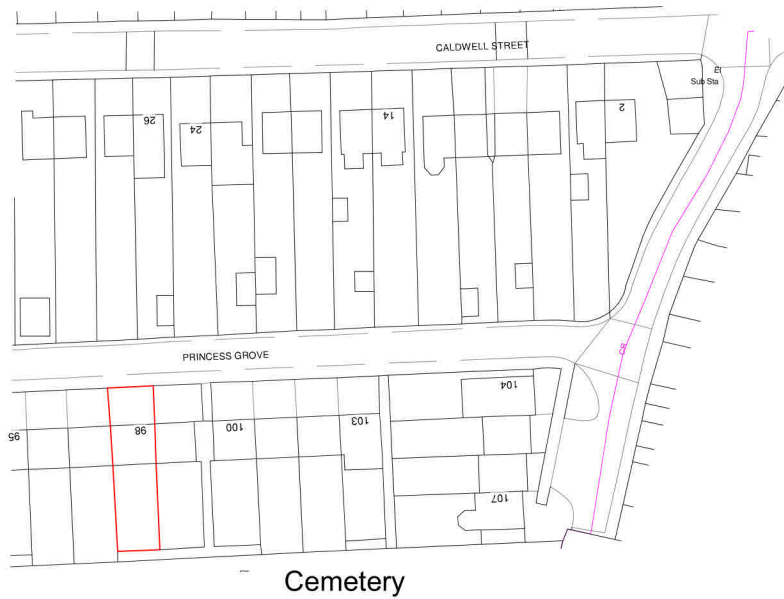 CALDWELL STREET
El
Sub Sta
26
24
14
2
PRINCESS GROVE
CR
95
98
100
103
104
107
Cemetery